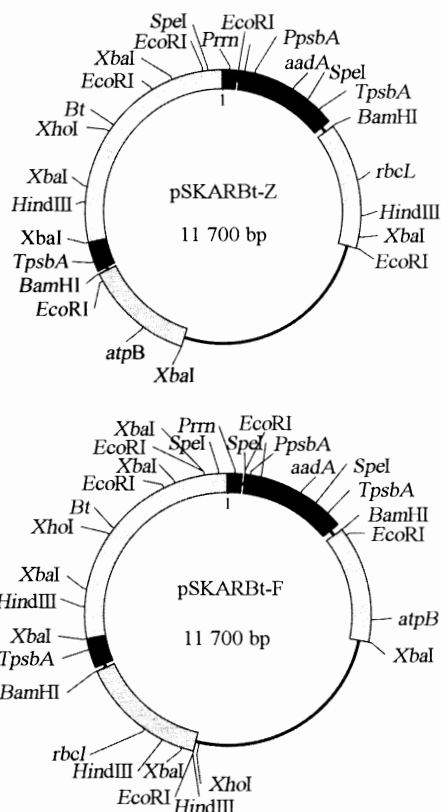 SpeI
EcoRI
EcoRI
Prrn
PpsbA
XbaI
aadA
SpeI
EcoRI
TpsbA
Bt
BamHI
XhoI
rbcL
XbaI
pSKARBt-Z
HindIII
HindIII
11 700 bp
XbaI
XbaI
TpsbA
EcoRI
BamHI
EcoRI
atpB
XbaI
1
XbaI
Prrn
EcoRI
EcoRI
SpeI
SpeI
PpsbA
XbaI
aadA
SpeI
EcoRI
TpsbA
Bt
BamHI
XhoI
EcoRI
1
XbaI
pSKARBt-F
HindIII
atpB
XbaI
11 700 bp
XbaI
TpsbA
BamHI
rbcl
HindIII
XbaI
XhoI
EcoRI
HindIII